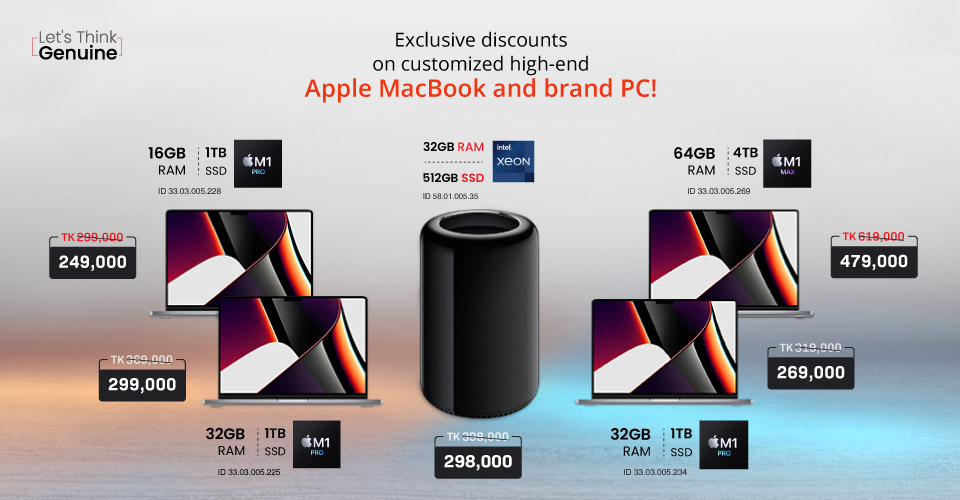 Let's Think
Genuine
Exclusive discounts
on customized high-end
Apple MacBook and brand PC!
16GB RAM
1TB SSD
M1 PRO
ID 33.03.005.228
TK 299,000
249,000
TK 369,000
299,000
32GB RAM
1TB SSD
M1 PRO
ID 33.03.005.225
32GB RAM
512GB SSD
intel
XEON
ID 58.01.005.35
TK 398,000
298,000
64GB RAM
4TB SSD
M1 MAX
ID 33.03.005.269
TK 619,000
479,000
TK 319,000
269,000
32GB RAM
1TB SSD
M1 PRO
ID 33.03.005.234